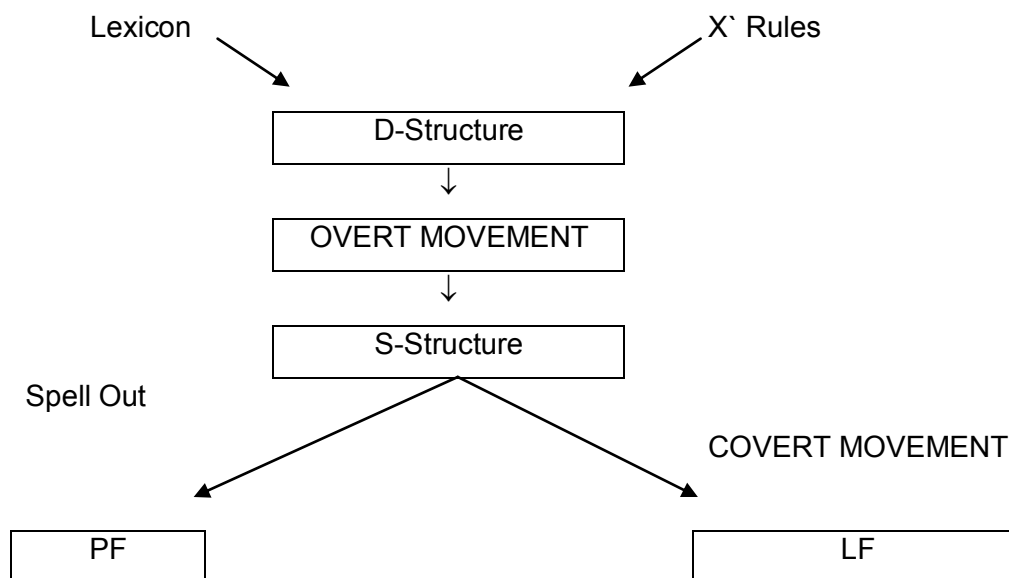 Lexicon X` Rules
D-Structure
↓
OVERT MOVEMENT
↓
S-Structure
Spell Out
COVERT MOVEMENT
PF LF